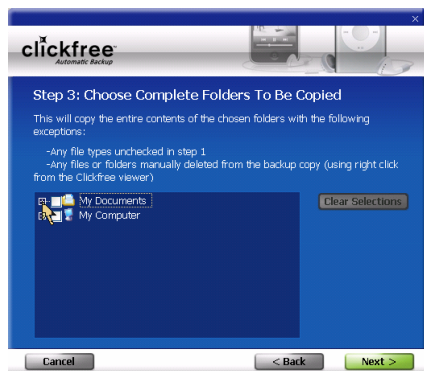 clickfree
Automatic Backup
Step 3: Choose Complete Folders To Be Copied
This will copy the entire contents of the chosen folders with the following
exceptions:
-Any file types unchecked in step 1
-Any files or folders manually deleted from the backup copy (using right click
from the Clickfree viewer)
My Documents
Clear Selections
My Computer
Cancel
< Back
Next >